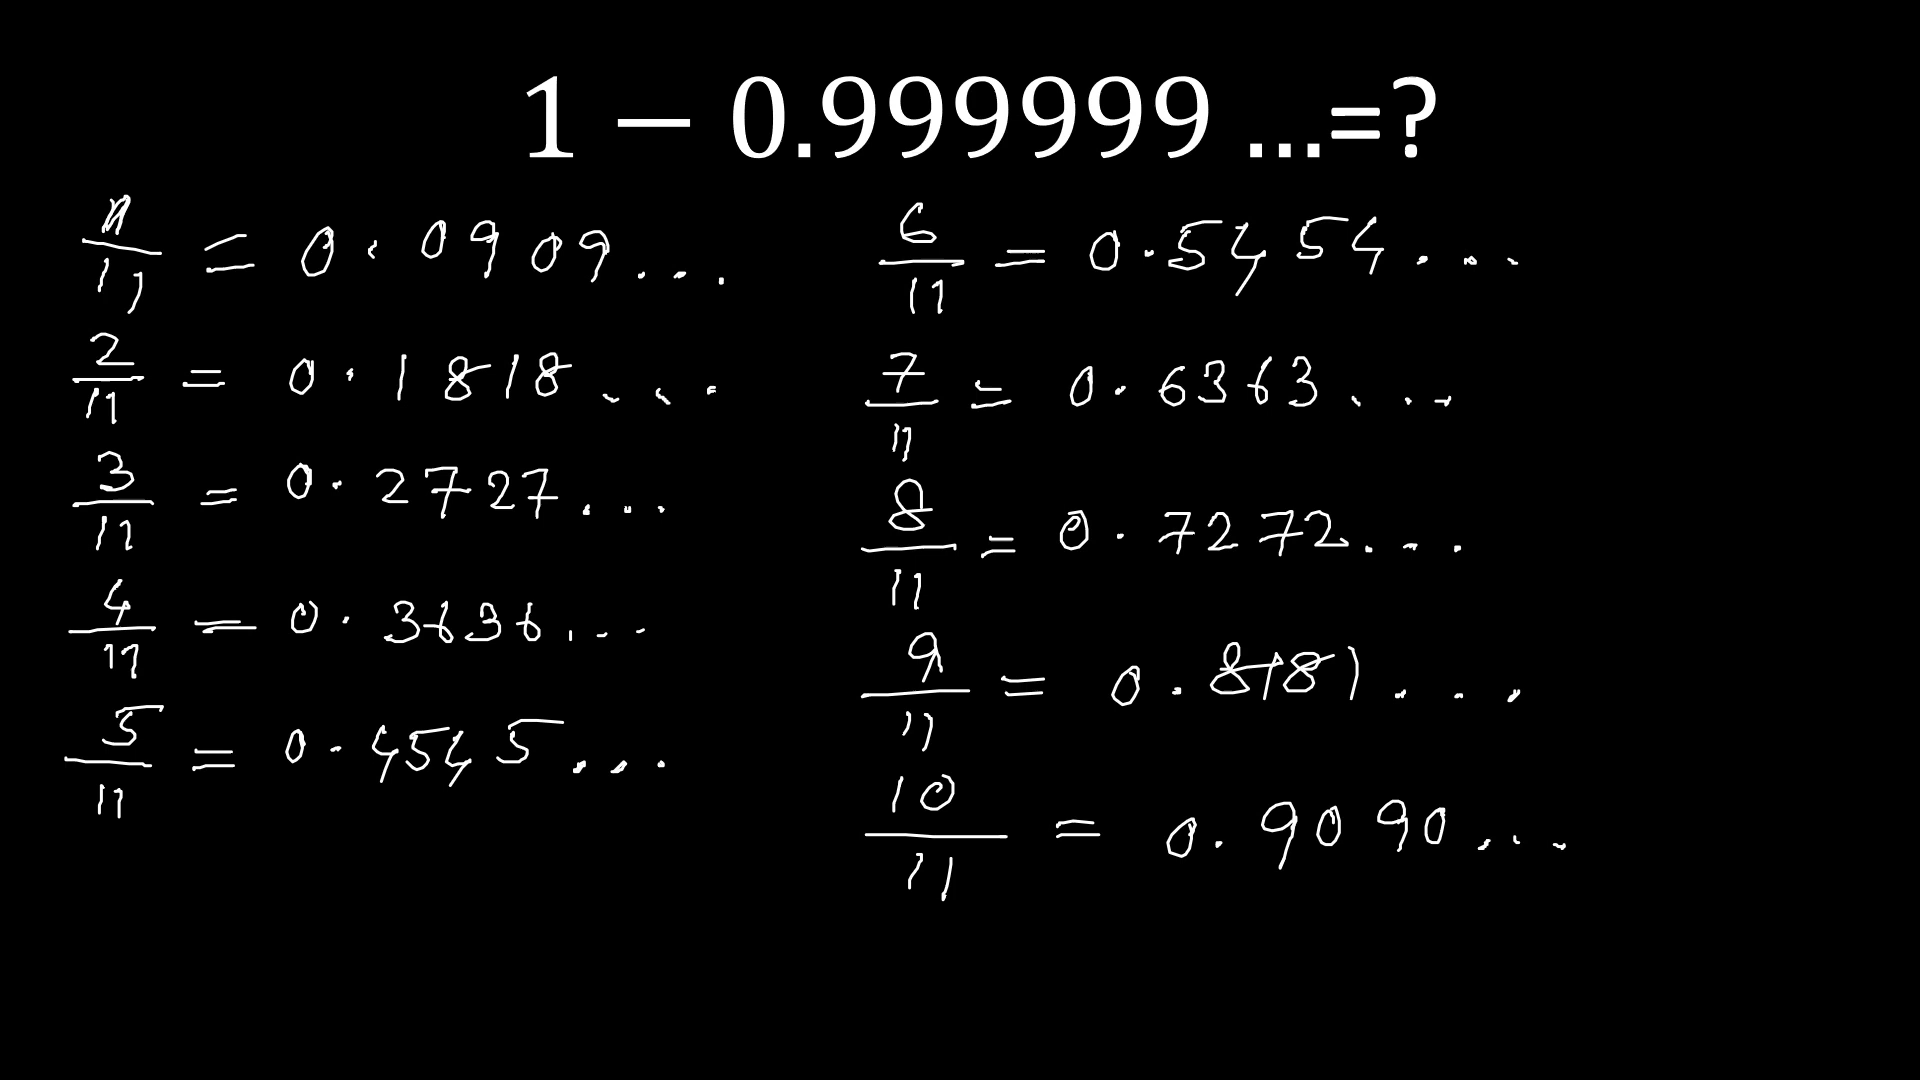 1 − 0.999999 ...=?
1/11 = 0.0909...
2/11 = 0.1818...
3/11 = 0.2727...
4/11 = 0.3636...
5/11 = 0.4545...
6/11 = 0.5454...
7/11 = 0.6363...
8/11 = 0.7272...
9/11 = 0.8181...
10/11 = 0.9090...